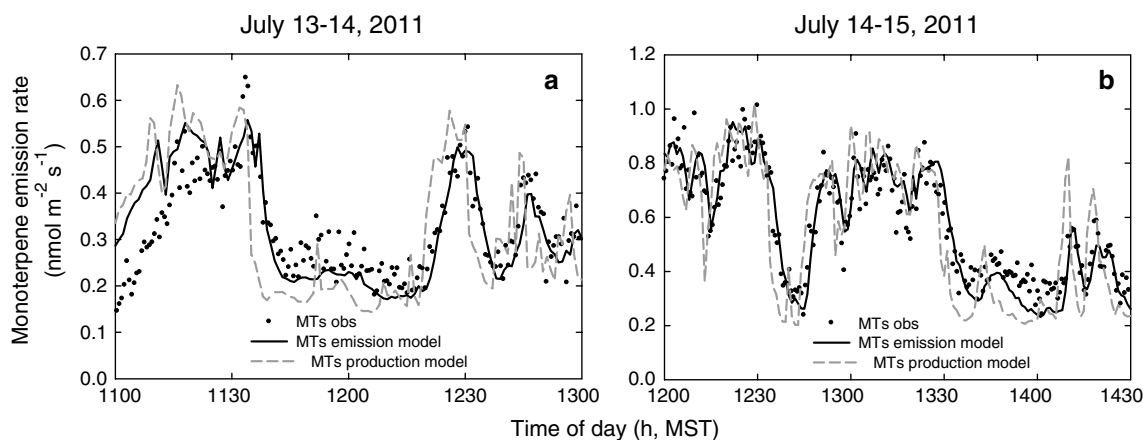 July 13-14, 2011
July 14-15, 2011
Monoterpene emission rate
(nmol m⁻² s⁻¹)
0.7
0.6
0.5
0.4
0.3
0.2
0.1
0.0
a
MTs obs
MTs emission model
MTs production model
1100
1130
1200
1230
1300
1.2
1.0
0.8
0.6
0.4
0.2
0.0
b
MTs obs
MTs emission model
MTs production model
1200
1230
1300
1330
1400
1430
Time of day (h, MST)